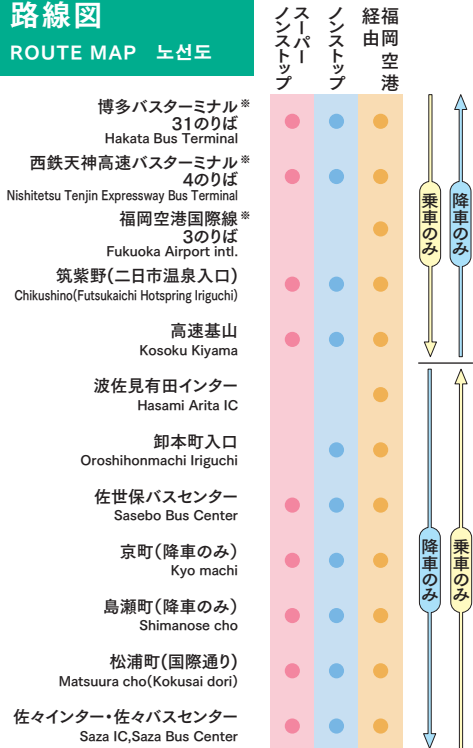 路線図
ROUTE MAP 노선도
スーパー
ノンストップ
ノンストップ
福岡空港
経由
博多バスターミナル※
31のりば
Hakata Bus Terminal
西鉄天神高速バスターミナル※
4のりば
Nishitetsu Tenjin Expressway Bus Terminal
福岡空港国際線※
3のりば
Fukuoka Airport intl.
筑紫野(二日市温泉入口)
Chikushino(Futsukaichi Hotspring Iriguchi)
高速基山
Kosoku Kiyama
乗車のみ
降車のみ
波佐見有田インター
Hasami Arita IC
卸本町入口
Oroshihonmachi Iriguchi
佐世保バスセンター
Sasebo Bus Center
京町(降車のみ)
Kyo machi
島瀬町(降車のみ)
Shimanose cho
松浦町(国際通り)
Matsuura cho(Kokusai dori)
佐々インター・佐々バスセンター
Saza IC,Saza Bus Center
降車のみ
乗車のみ